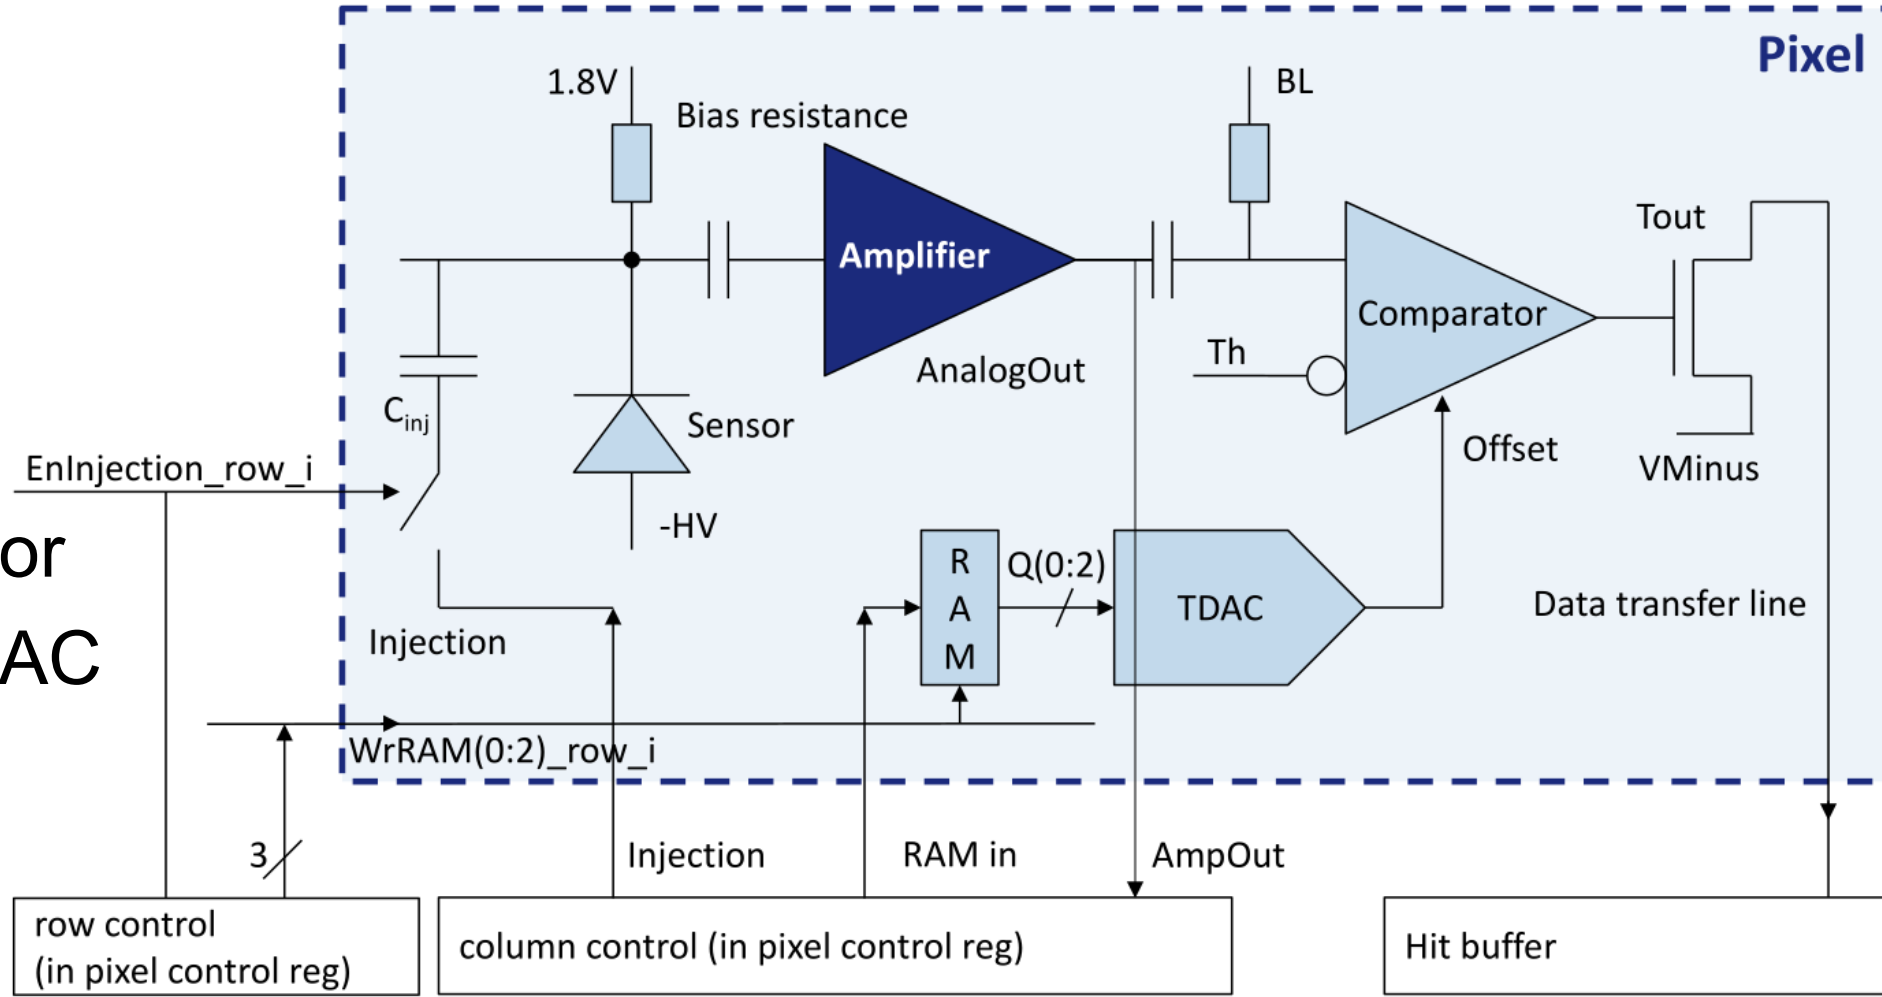 Pixel
1.8V
BL
Bias resistance
Tout
Amplifier
Comparator
Th
AnalogOut
C_inj
Sensor
Offset
EnInjection_row_i
VMinus
-HV
or
R
A
M
Q(0:2)
TDAC
Data transfer line
Injection
AC
WrRAM(0:2)_row_i
3
Injection
RAM in
AmpOut
row control
(in pixel control reg)
column control (in pixel control reg)
Hit buffer